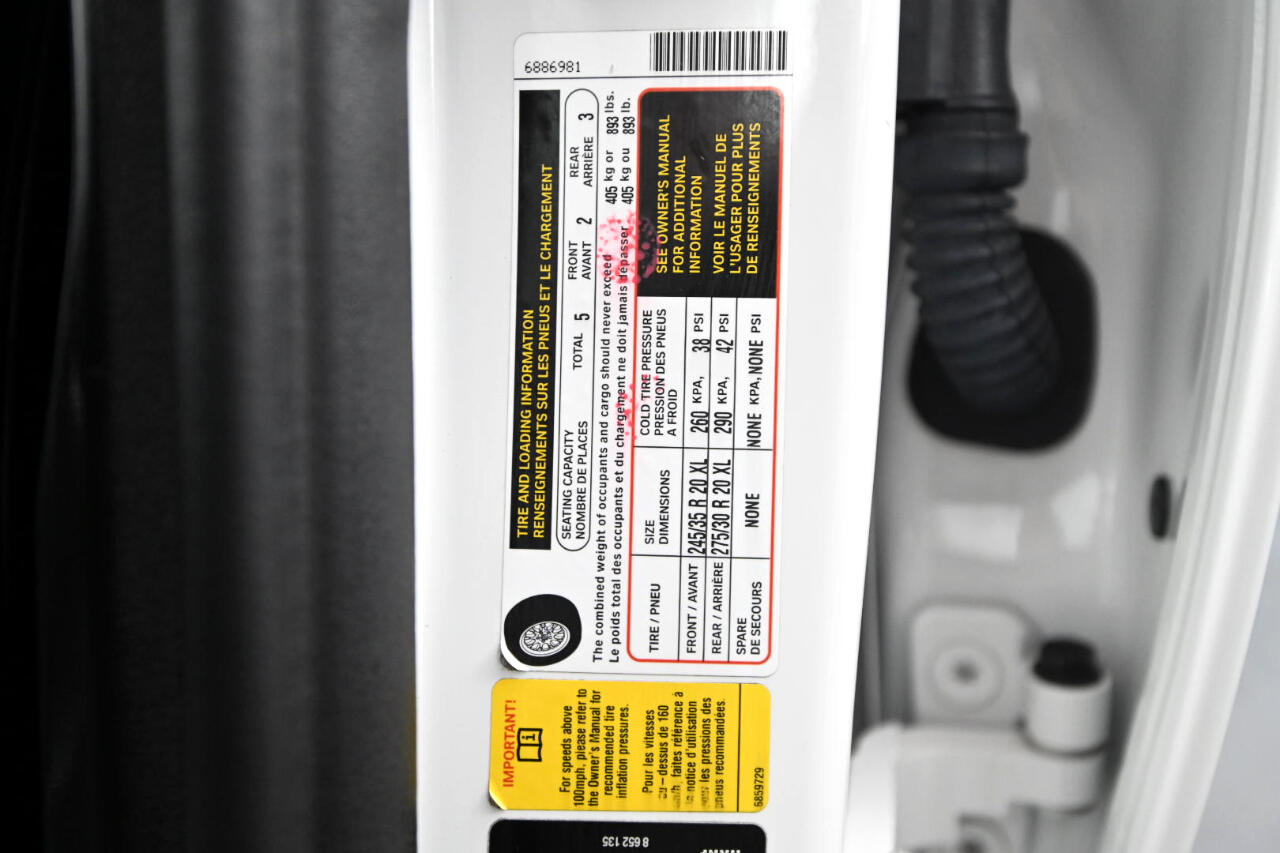 6886981
TIRE AND LOADING INFORMATION
RENSEIGNEMENTS SUR LES PNEUS ET LE CHARGEMENT
SEATING CAPACITY
NOMBRE DE PLACES
TOTAL 5
FRONT
AVANT 2
REAR
ARRIÈRE 3
The combined weight of occupants and cargo should never exceed 405 kg or 893 lbs.
Le poids total des occupants et du chargement ne doit jamais dépasser 405 kg ou 893 lb.
TIRE / PNEU
SIZE
DIMENSIONS
COLD TIRE PRESSURE
PRESSION DES PNEUS
A FROID
FRONT / AVANT 245/35 R 20 XL 260 KPA, 38 PSI
REAR / ARRIÈRE 275/30 R 20 XL 290 KPA, 42 PSI
SPARE
DE SECOURS NONE NONE KPA, NONE PSI
SEE OWNER'S MANUAL
FOR ADDITIONAL
INFORMATION
VOIR LE MANUEL DE
L'USAGER POUR PLUS
DE RENSEIGNEMENTS
IMPORTANT!
For speeds above
100mph, please refer to
the Owner's Manual for
recommended tire
inflation pressures.
Pour les vitesses
au-dessus de 160
km/h, faites référence à
la notice d'utilisation
pour les pressions des
pneus recommandées.
6859729
8 652 135